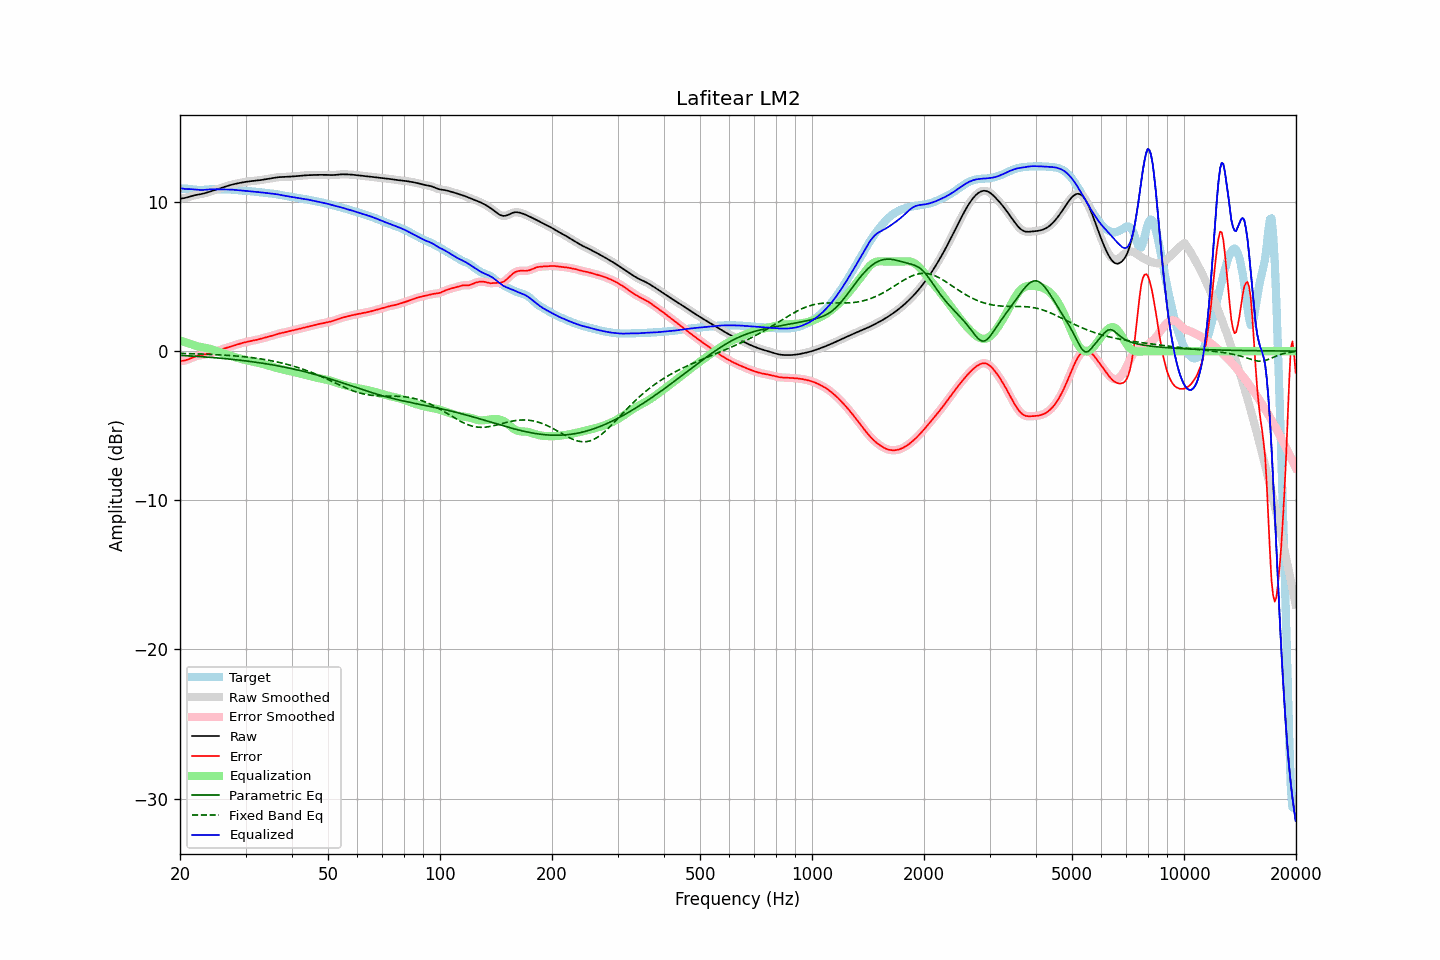 Lafitear LM2
Amplitude (dBr)
10
0
−10
−20
−30
Target
Raw Smoothed
Error Smoothed
Raw
Error
Equalization
Parametric Eq
Fixed Band Eq
Equalized
20 50 100 200 500 1000 2000 5000 10000 20000
Frequency (Hz)